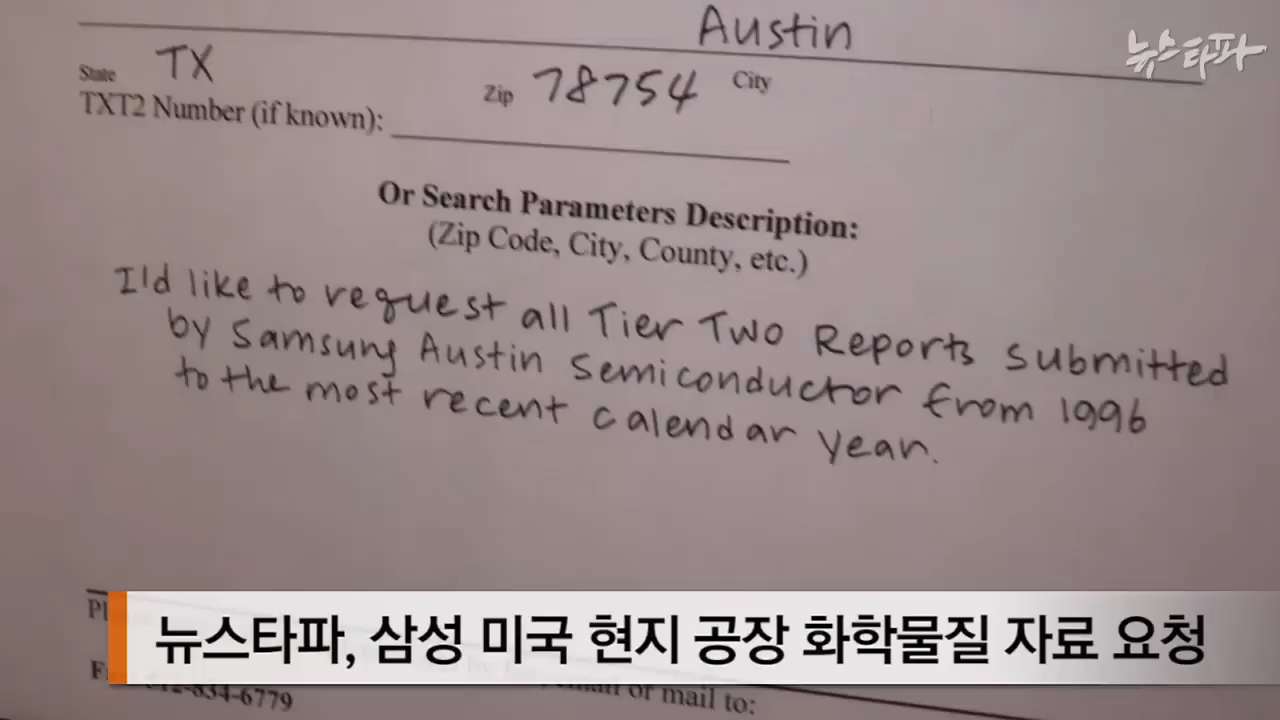 Austin
뉴스타파
State TX Zip 78754 City
TXT2 Number (if known):
Or Search Parameters Description:
(Zip Code, City, County, etc.)
I'd like to request all Tier Two Reports submitted
by Samsung Austin Semiconductor from 1996
to the most recent calendar year.
뉴스타파, 삼성 미국 현지 공장 화학물질 자료 요청
email or mail to:
834-6779